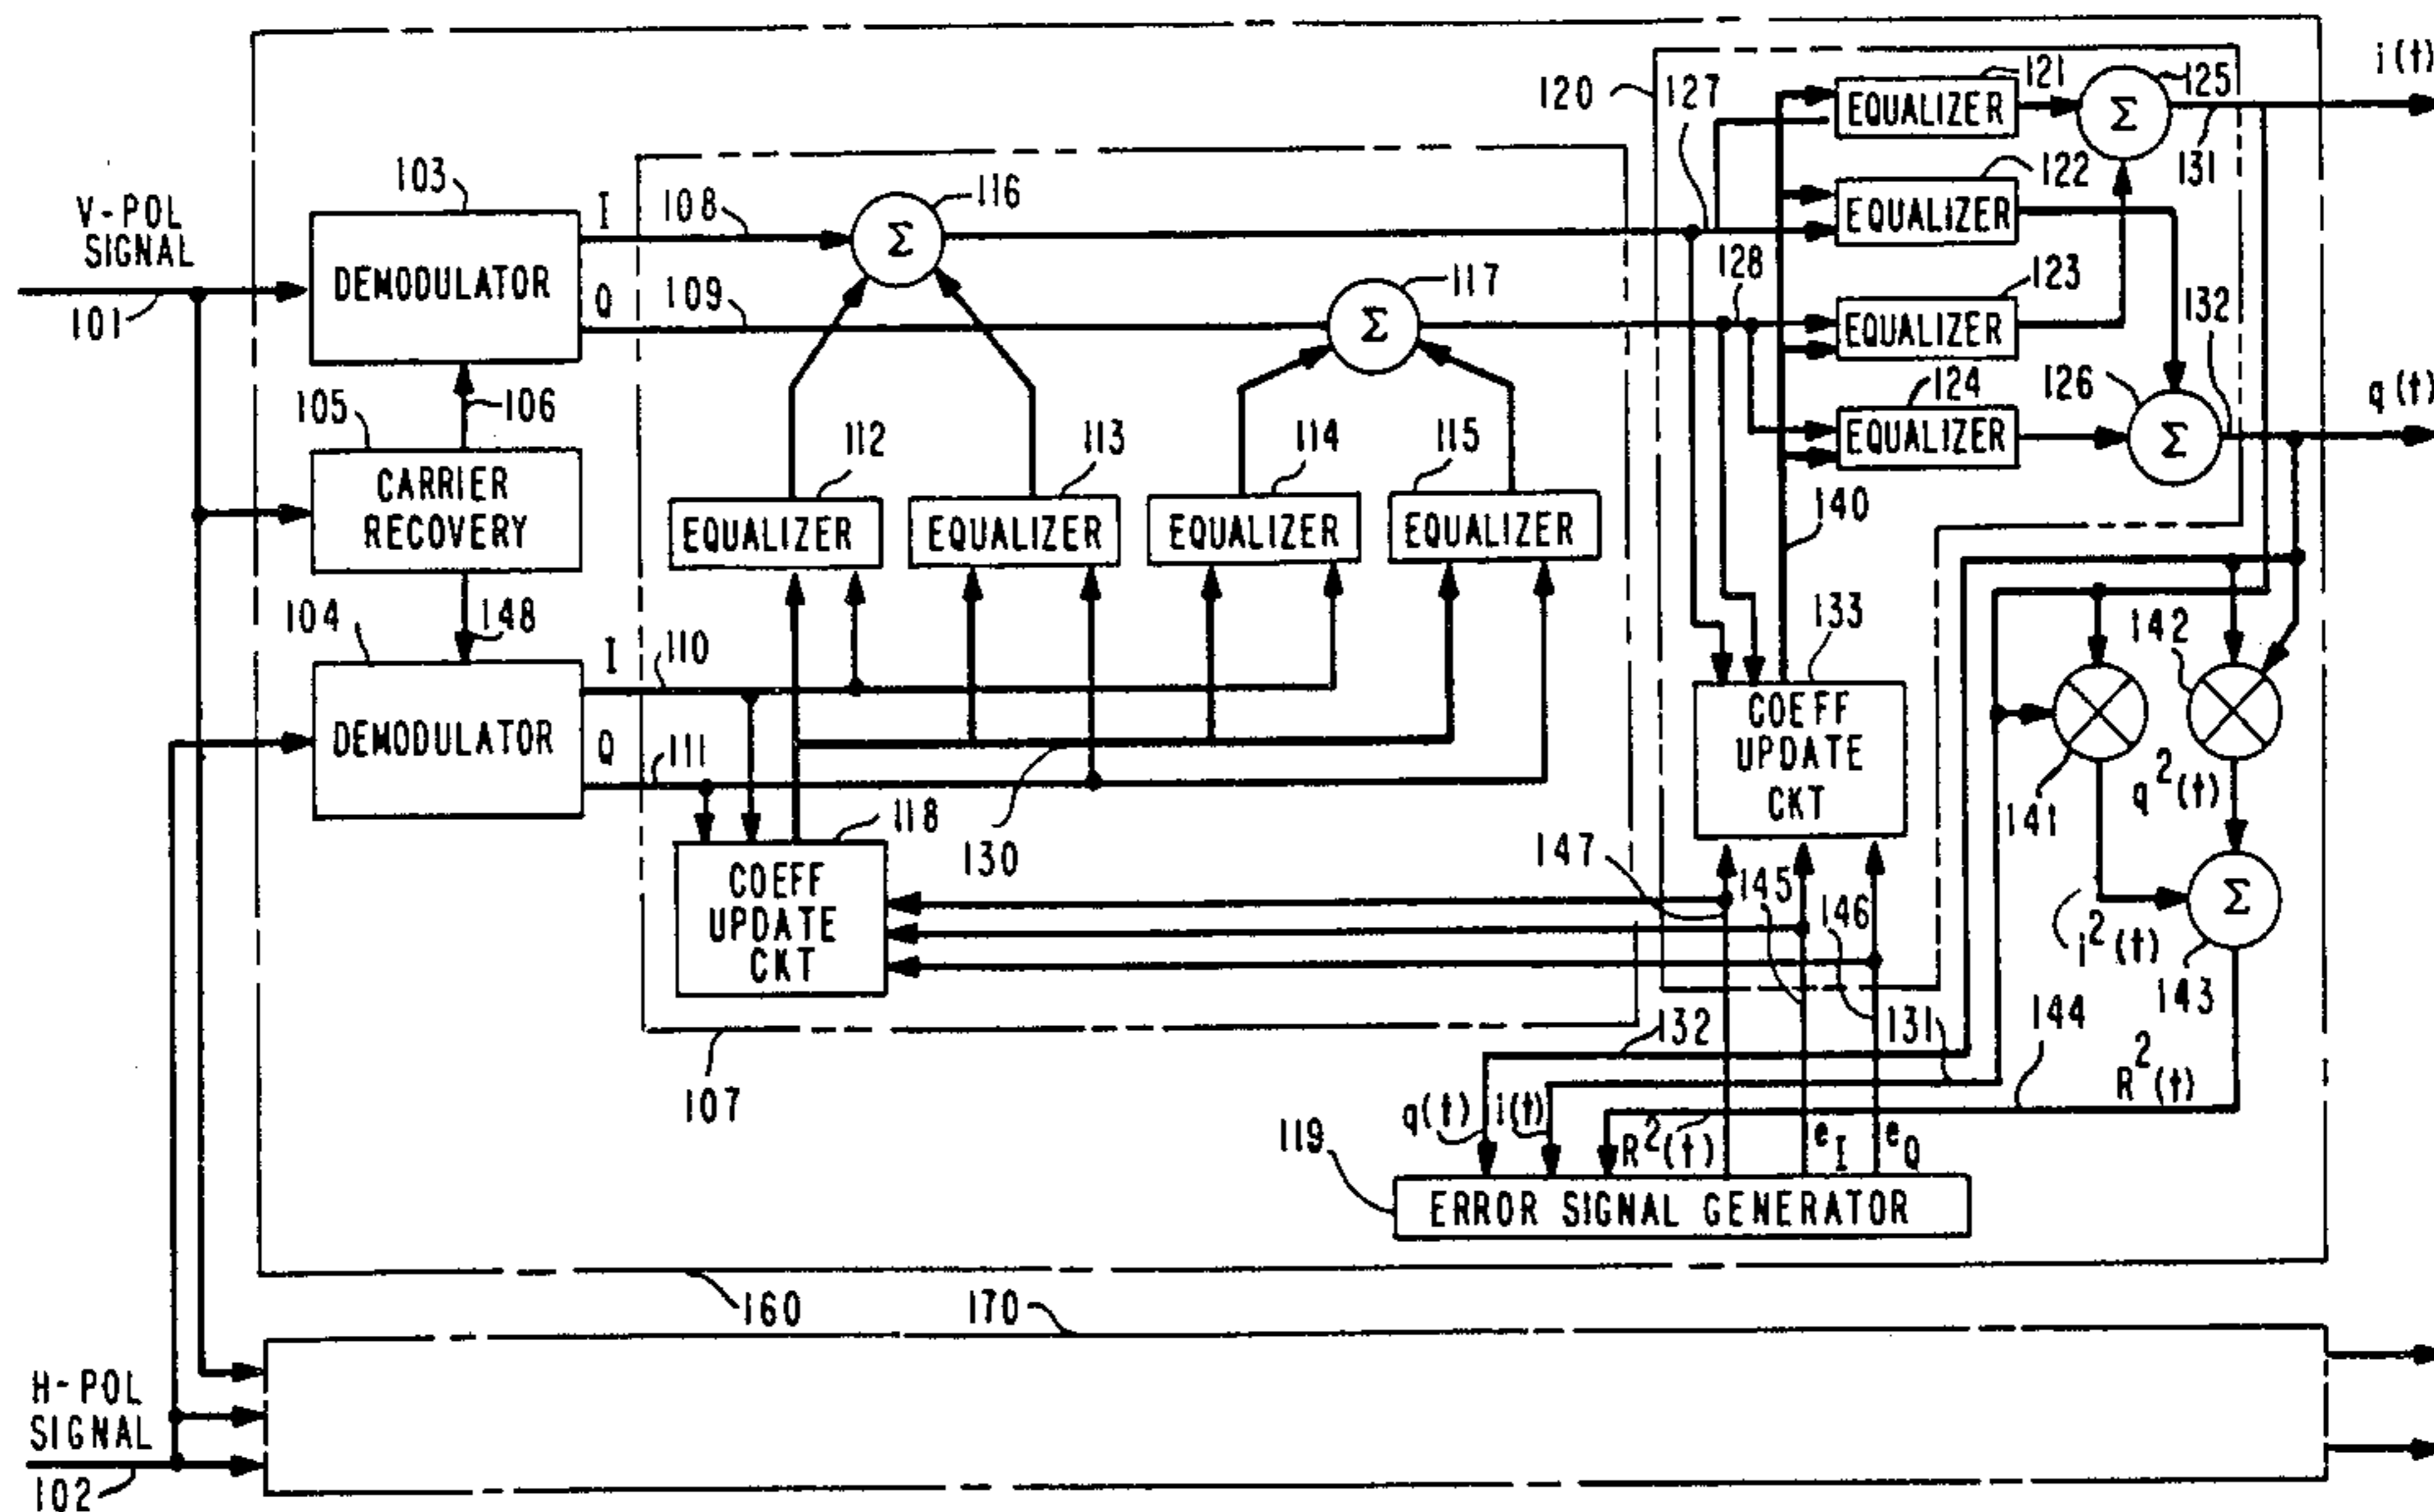 i(t)
120
127
121
125
EQUALIZER
Σ
131
103
116
122
V-POL
SIGNAL
I
108
Σ
EQUALIZER
DEMODULATOR
128
123
101
Q
109
117
Σ
EQUALIZER
132
105
106
124
126
q(t)
112
113
114
115
EQUALIZER
Σ
CARRIER
RECOVERY
140
EQUALIZER
EQUALIZER
EQUALIZER
EQUALIZER
104
148
133
142
I
110
COEFF
UPDATE
CKT
DEMODULATOR
Q
111
141
q²(t)
118
130
147
145
COEFF
UPDATE
CKT
146
Σ
i²(t)
143
132
131
144
107
R²(t)
q(t)
i(t)
R²(t)
e_I
e_Q
119
ERROR SIGNAL GENERATOR
160
170
H-POL
SIGNAL
102